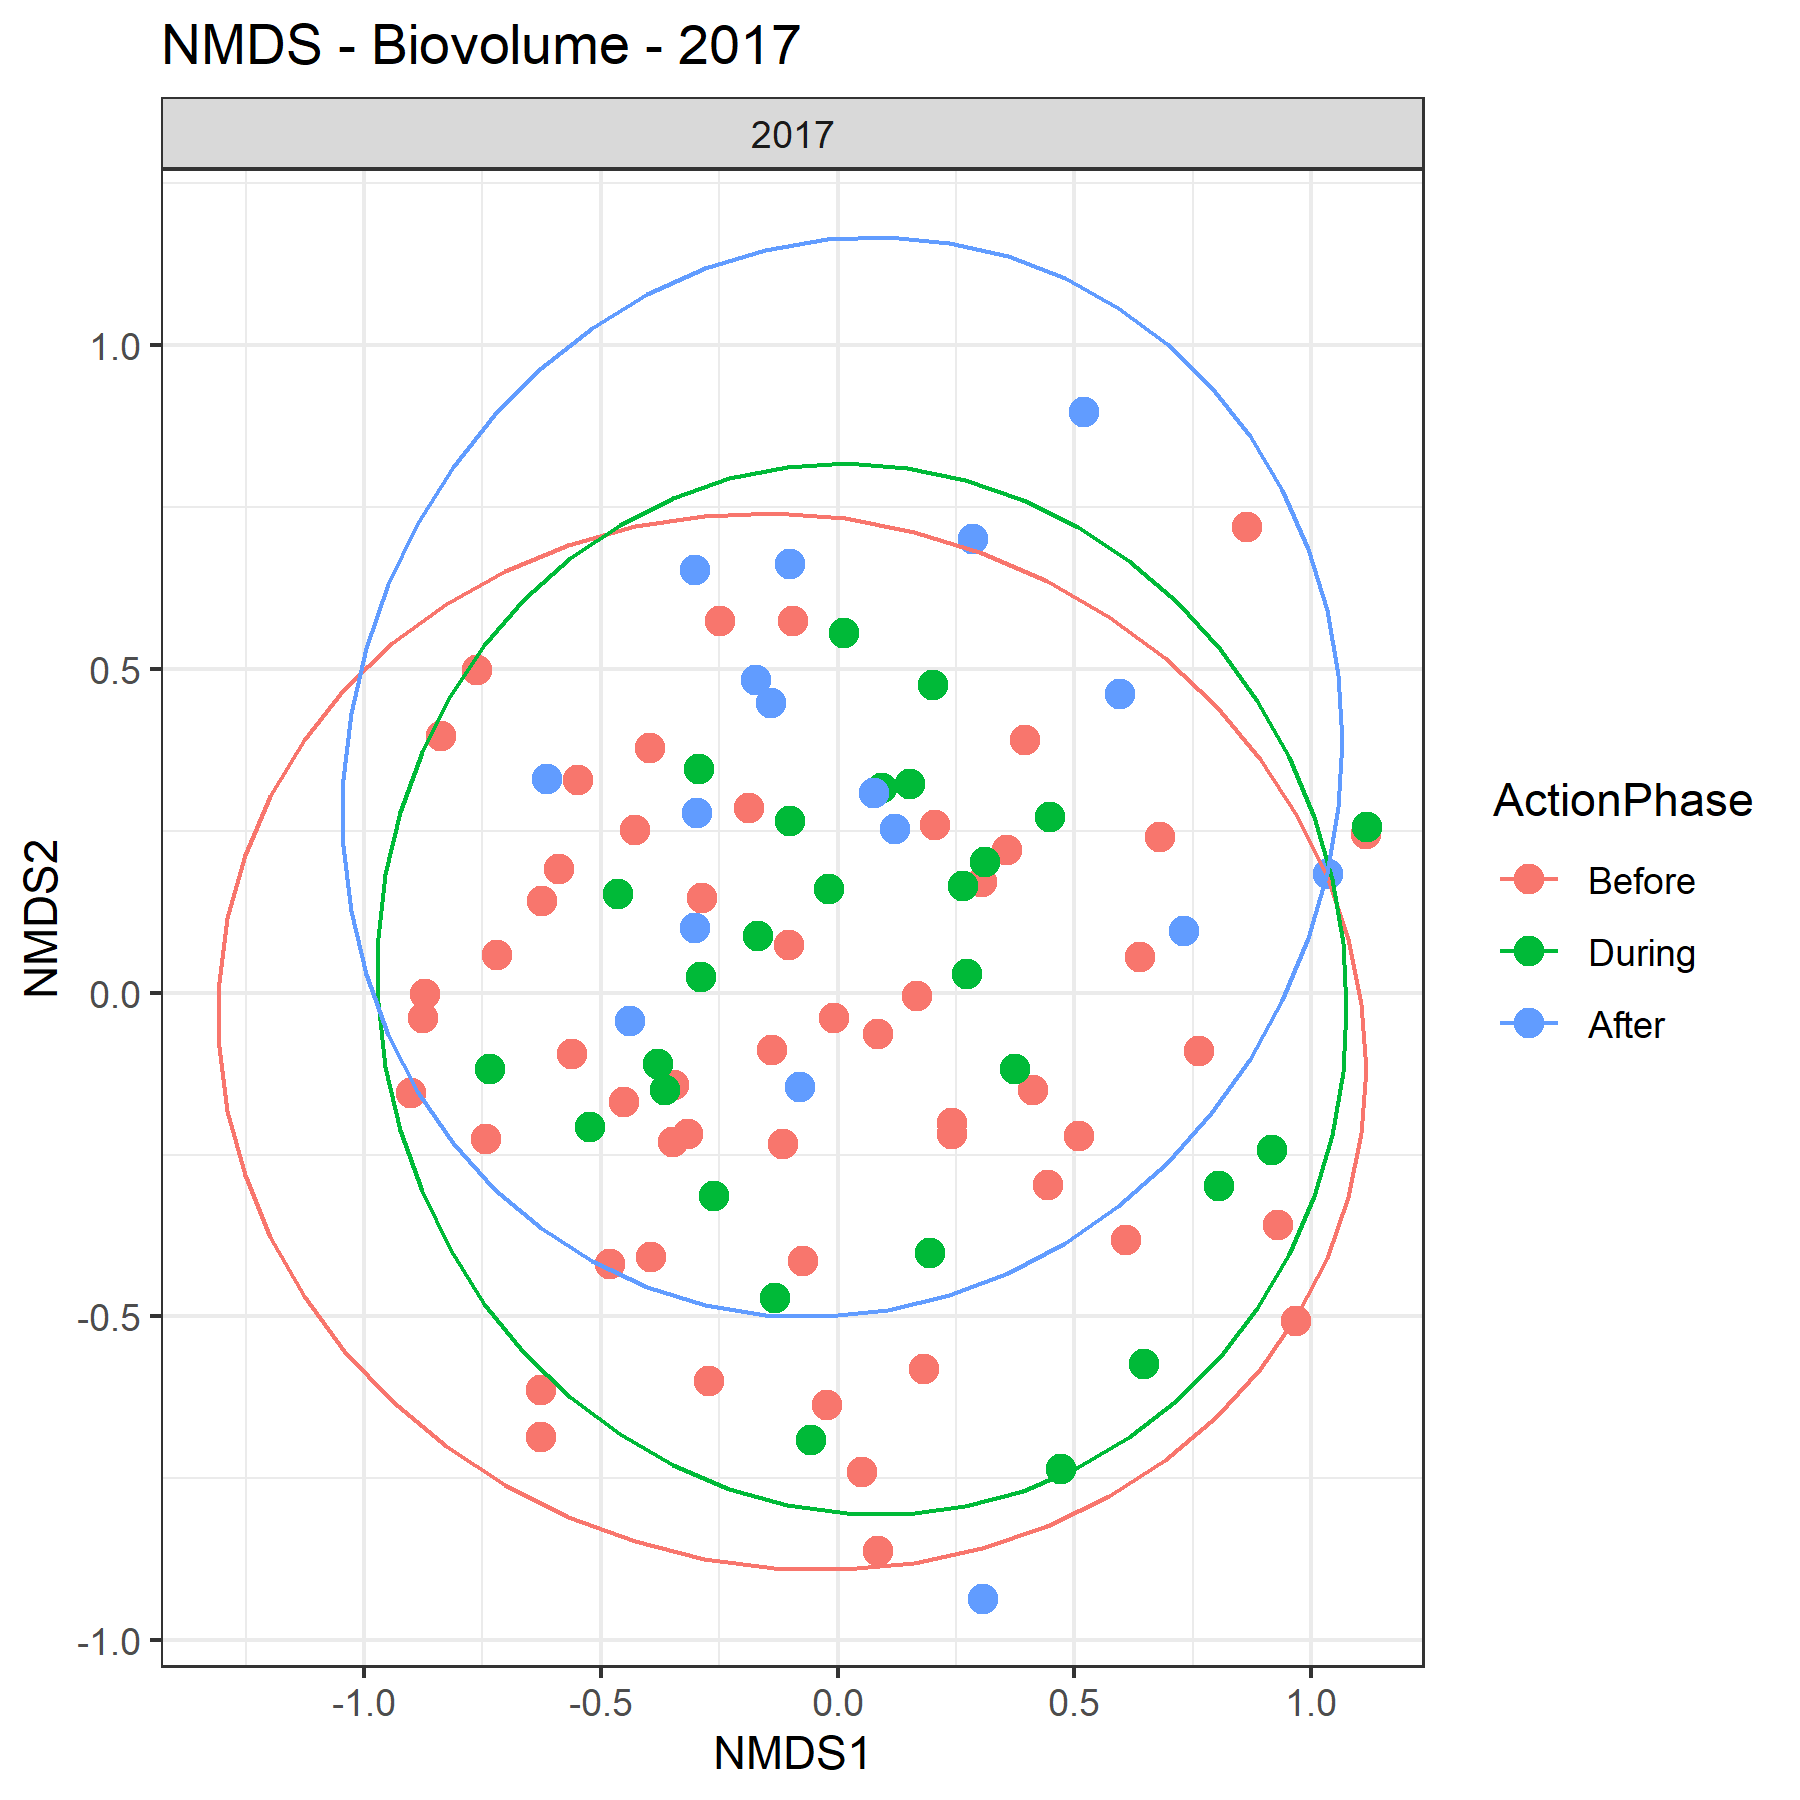 NMDS - Biovolume - 2017
2017
1.0
0.5
0.0
-0.5
-1.0
NMDS2
-1.0 -0.5 0.0 0.5 1.0
NMDS1
ActionPhase
Before
During
After